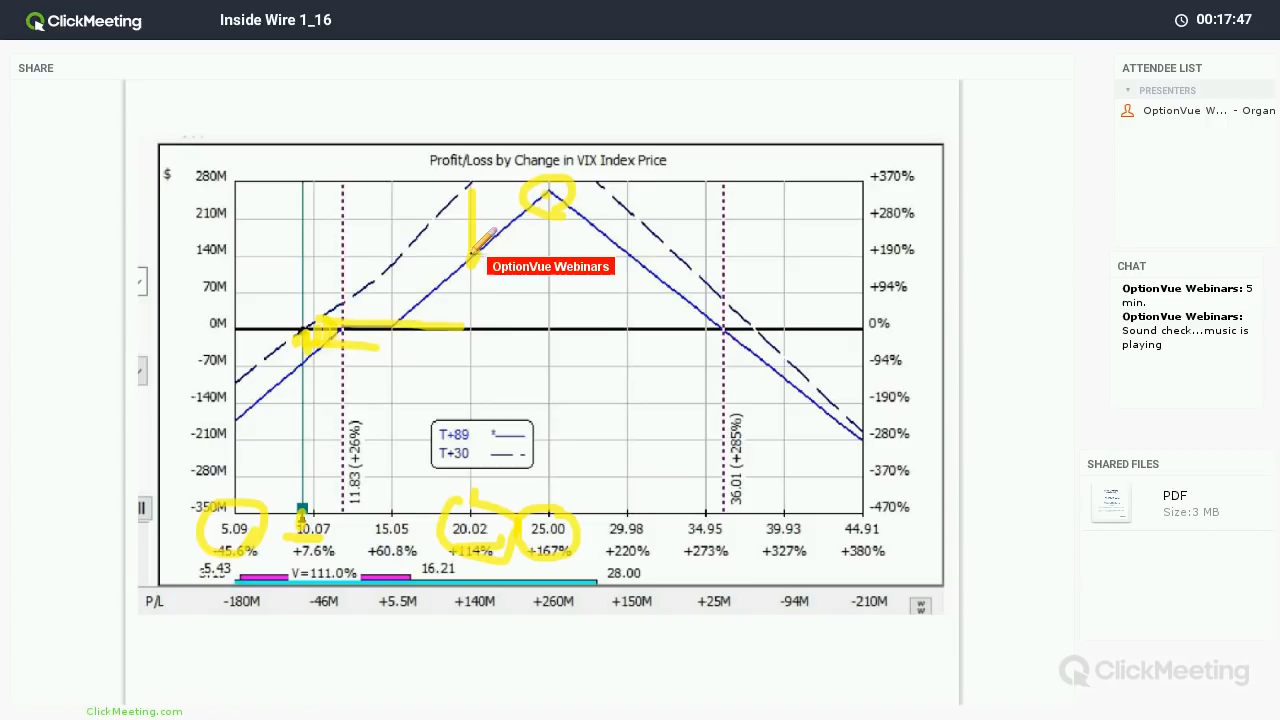 ClickMeeting
Inside Wire 1_16
00:17:47
SHARE
Profit/Loss by Change in VIX Index Price
$
280M
210M
140M
70M
0M
-70M
-140M
-210M
-280M
-350M
+370%
+280%
+190%
+94%
0%
-94%
-190%
-280%
-370%
-470%
OptionVue Webinars
T+89 *
T+30
11.83 (+26%)
36.01 (+285%)
5.09 10.07 15.05 20.02 25.00 29.98 34.95 39.93 44.91
-45.6% +7.6% +60.8% +114% +167% +220% +273% +327% +380%
-5.43 V=111.0% 16.21 28.00
P/L -180M -46M +5.5M +140M +260M +150M +25M -94M -210M
W
W
ATTENDEE LIST
PRESENTERS
OptionVue W... - Organ
CHAT
OptionVue Webinars: 5
min.
OptionVue Webinars:
Sound check...music is
playing
SHARED FILES
PDF
Size:3 MB
ClickMeeting
ClickMeeting.com